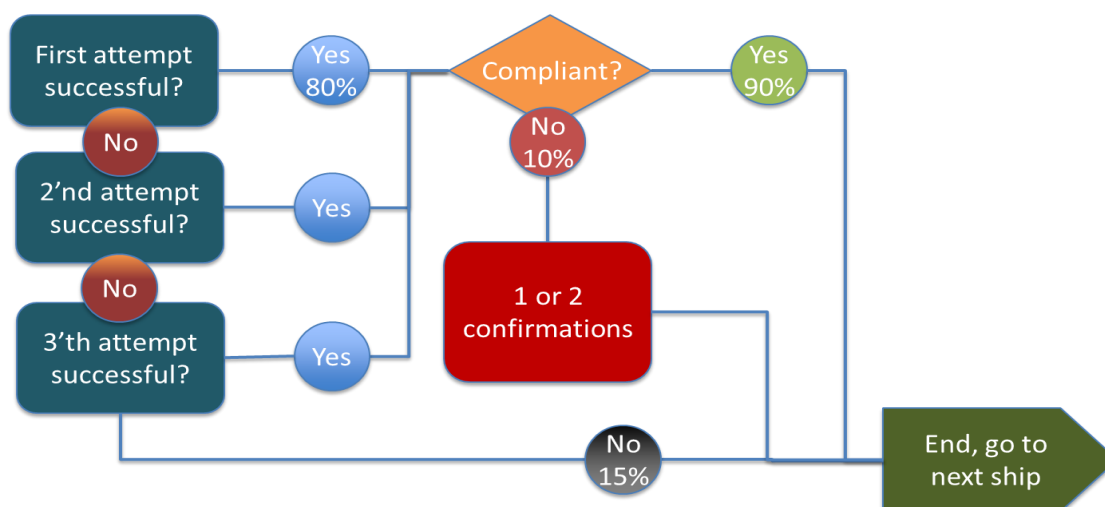 First attempt
successful?
Yes
80%
Compliant?
Yes
90%
No
No
10%
2'nd attempt
successful?
Yes
No
1 or 2
confirmations
3'th attempt
successful?
Yes
No
15%
End, go to
next ship